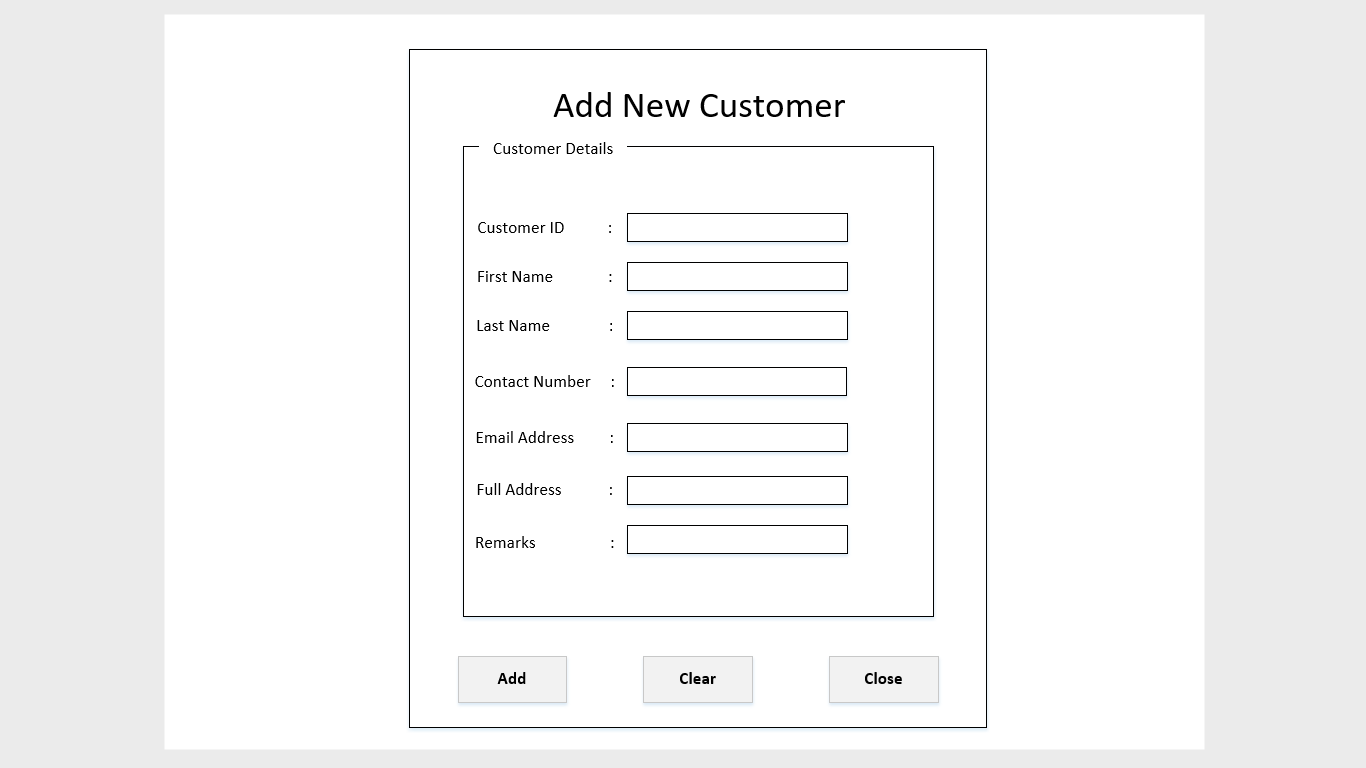 Add New Customer
Customer Details
Customer ID :
First Name :
Last Name :
Contact Number :
Email Address :
Full Address :
Remarks :
Add Clear Close